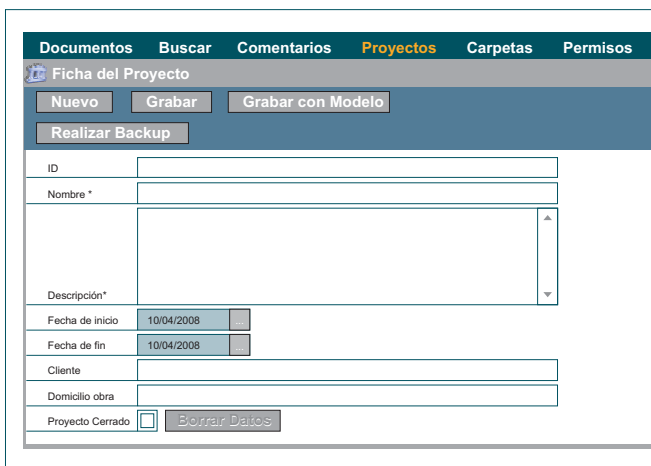 Documentos Buscar Comentarios Proyectos Carpetas Permisos
Ficha del Proyecto
Nuevo Grabar Grabar con Modelo
Realizar Backup
ID
Nombre *
Descripción*
Fecha de inicio 10/04/2008 ...
Fecha de fin 10/04/2008 ...
Cliente
Domicilio obra
Proyecto Cerrado Borrar Datos